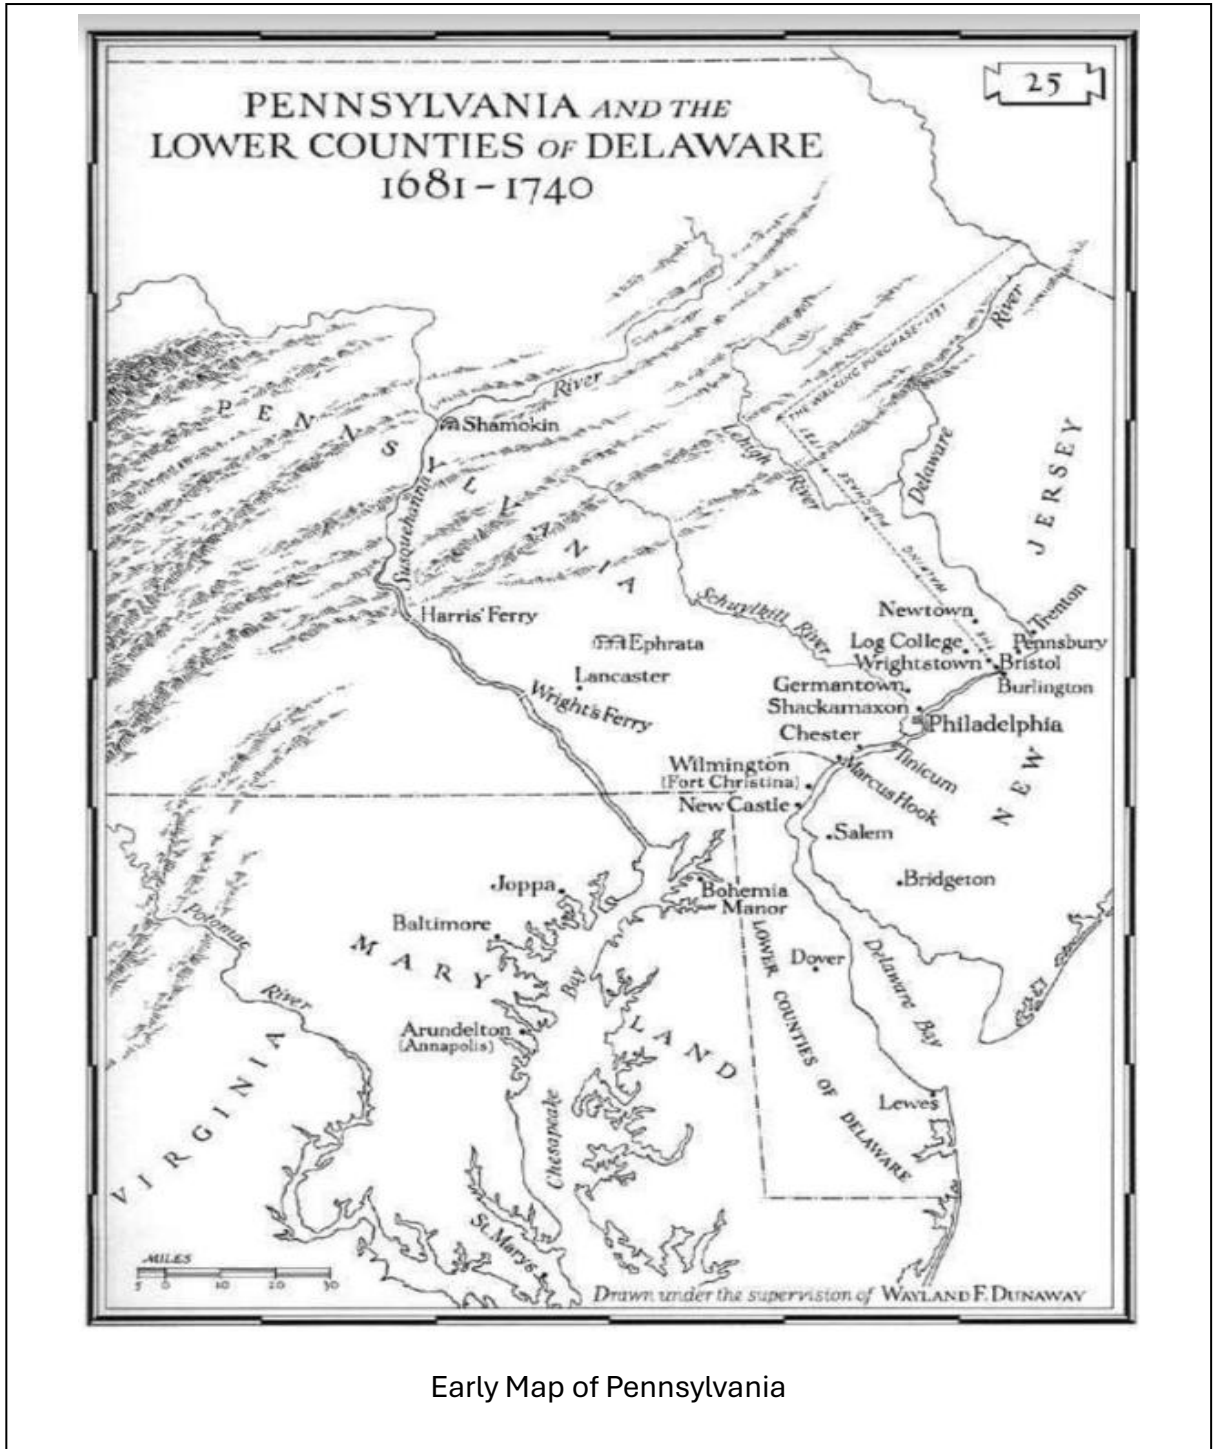 25
PENNSYLVANIA AND THE
LOWER COUNTIES OF DELAWARE
1681-1740
River
THE WALKING PURCHASE-1737
PENNSYLVANIA
River
Shamokin
Lehigh
River
Delaware
JERSEY
WALKING PURCHASE
Susquehanna
Harris' Ferry
Schuylkill River
Newtown
Trenton
Ephrata
Log College
Pennsbury
Wrightstown
Bristol
Lancaster
Germantown
Burlington
Wright's Ferry
Shackamaxon
Philadelphia
Chester
Tinicum
Wilmington
(Fort Christina)
Marcus Hook
NEW
New Castle
Salem
Joppa
Bohemia
Manor
Bridgeton
Potomac
River
Baltimore
MARYLAND
Bay
LOWER COUNTIES OF DELAWARE
Dover
Delaware Bay
Arundelton
(Annapolis)
VIRGINIA
Chesapeake
Lewes
St. Mary's
MILES
5 0 10 20 30
Drawn under the supervision of WAYLAND F. DUNAWAY
Early Map of Pennsylvania